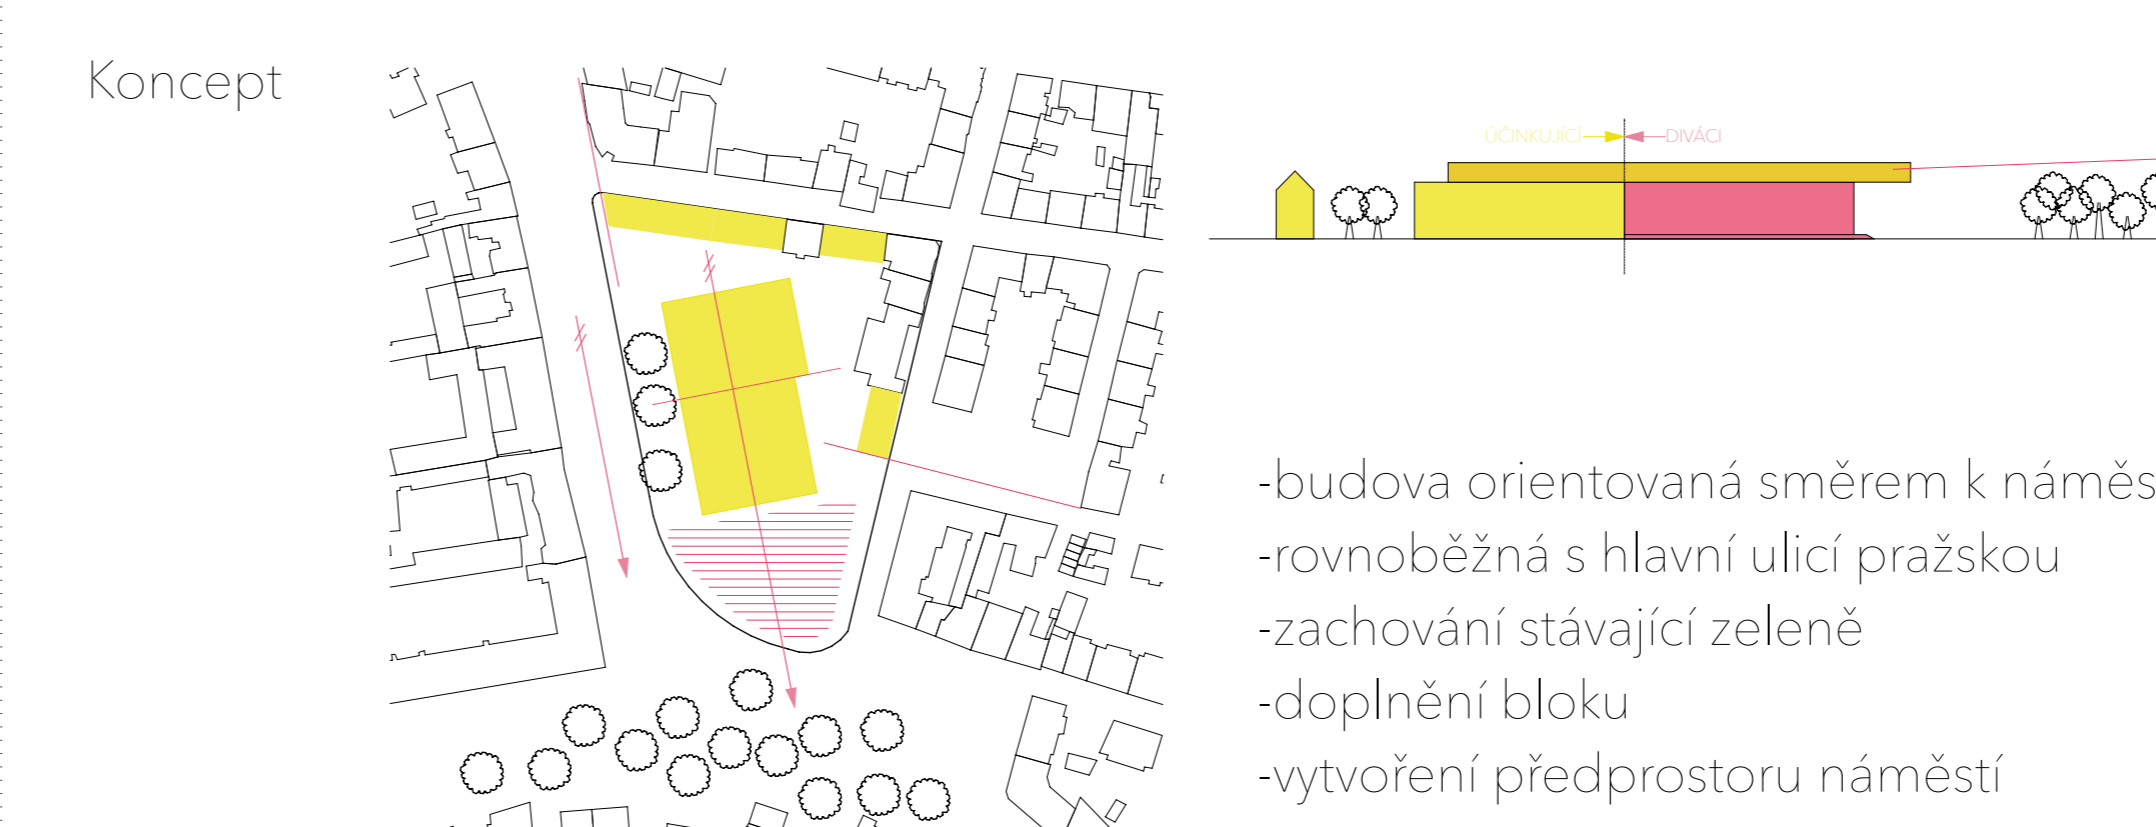 Koncept
ÚČINKUJÍCÍ DIVÁCI
-budova orientovaná směrem k náměs
-rovnoběžná s hlavní ulicí pražskou
-zachování stávající zeleně
-doplnění bloku
-vytvoření předprostoru náměstí